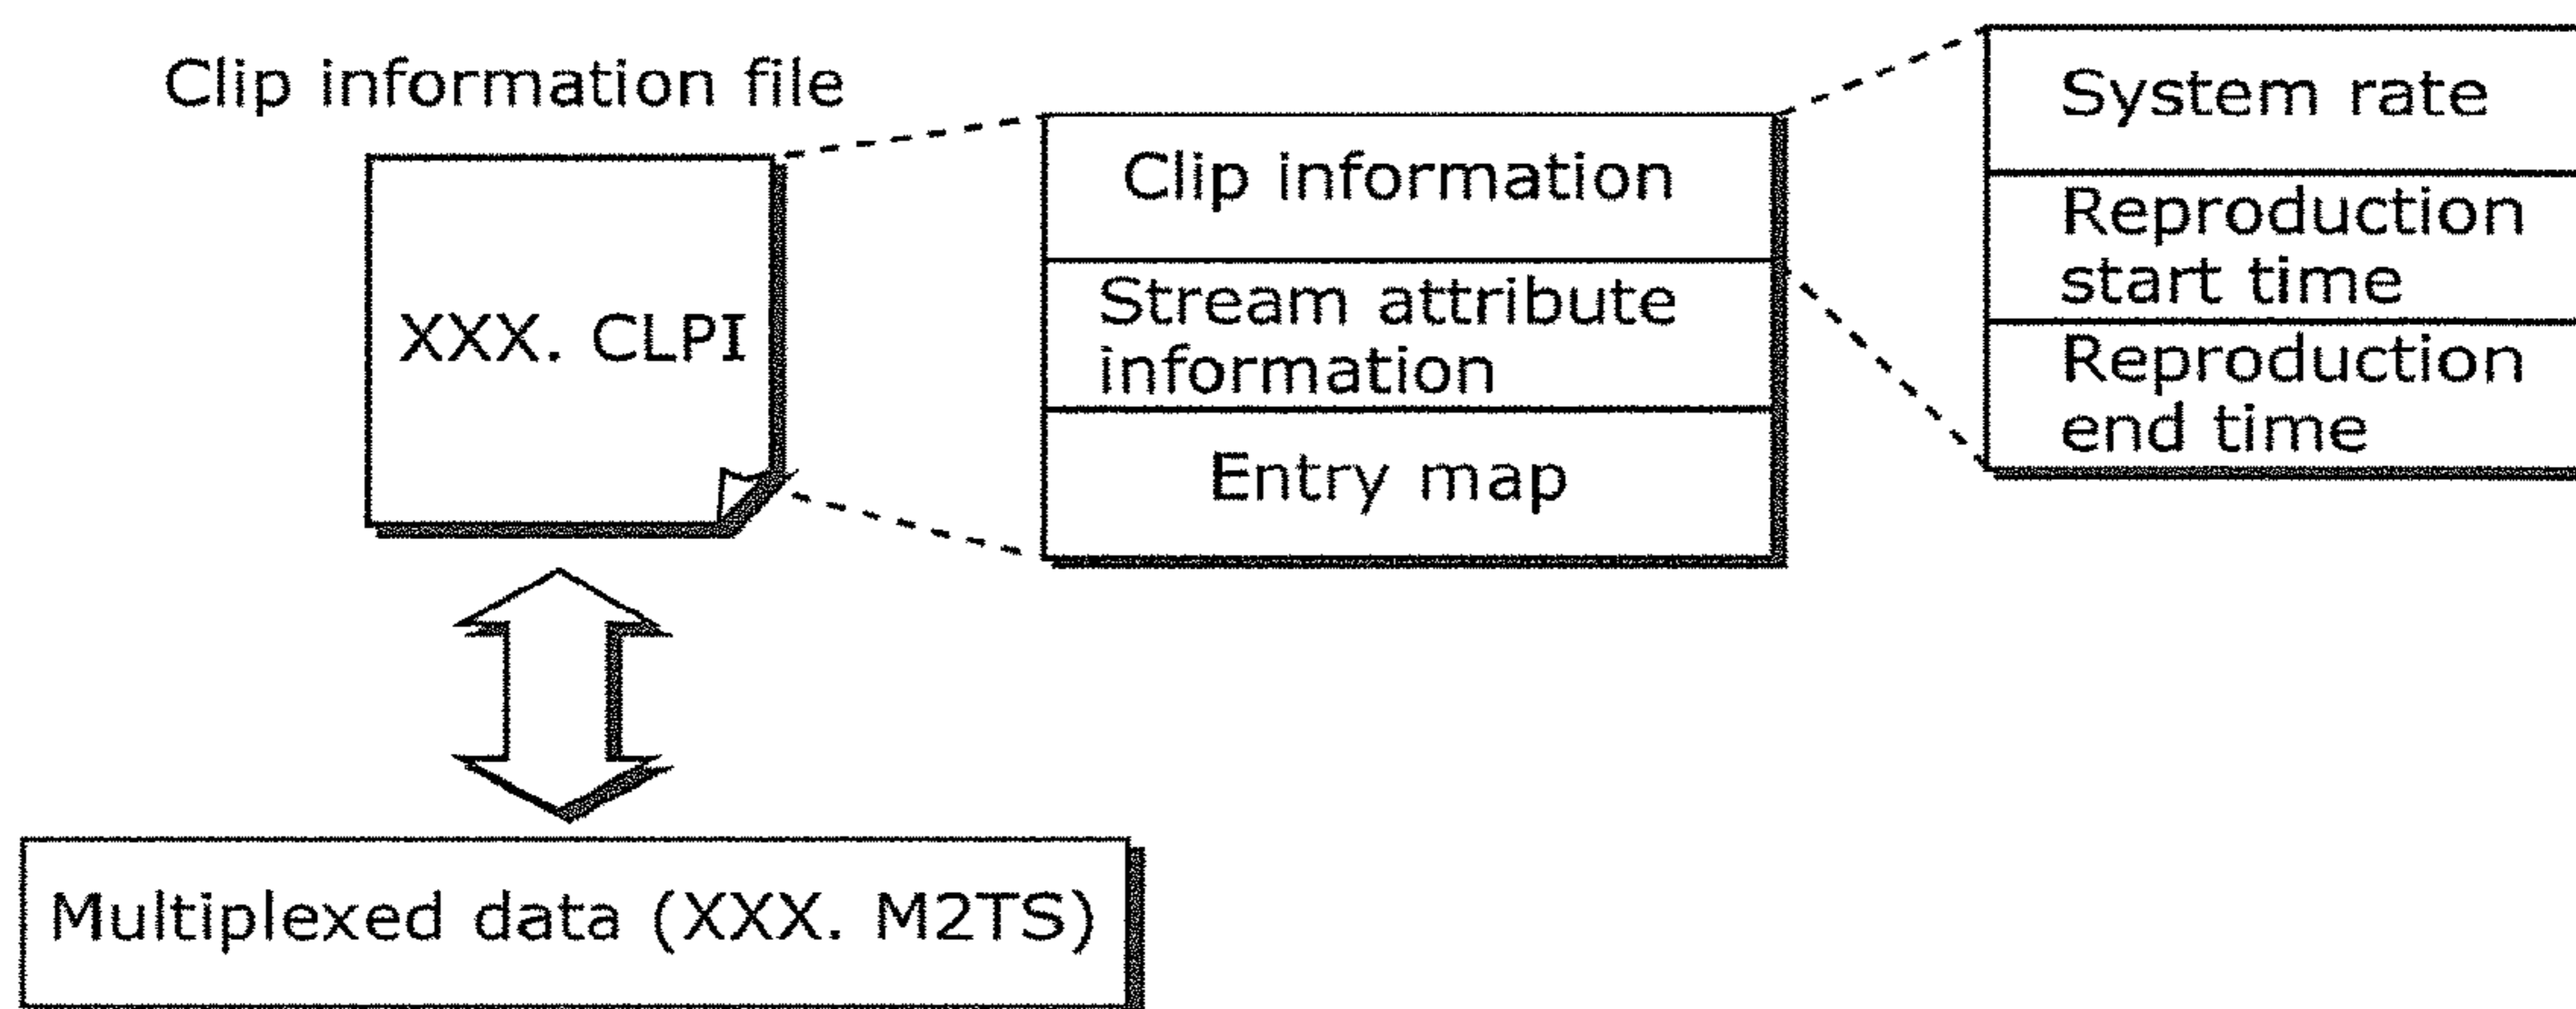 Clip information file
XXX. CLPI
Clip information
Stream attribute
information
Entry map
System rate
Reproduction
start time
Reproduction
end time
Multiplexed data (XXX. M2TS)